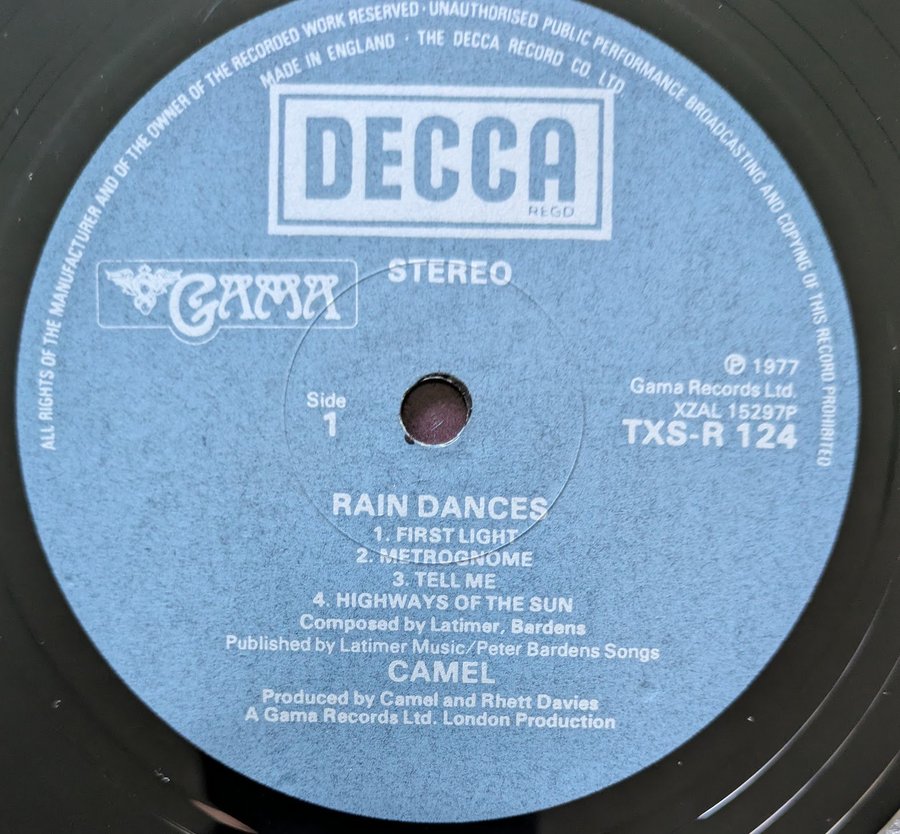 ALL RIGHTS OF THE MANUFACTURER AND OF THE OWNER OF THE RECORDED WORK RESERVED · UNAUTHORISED PUBLIC PERFORMANCE BROADCASTING AND COPYING OF THIS RECORD PROHIBITED
MADE IN ENGLAND · THE DECCA RECORD CO. LTD.
DECCA
REGD
STEREO
GAMA
℗ 1977
Gama Records Ltd.
XZAL 15297P
TXS-R 124
Side
1
RAIN DANCES
1. FIRST LIGHT
2. METROGNOME
3. TELL ME
4. HIGHWAYS OF THE SUN
Composed by Latimer, Bardens
Published by Latimer Music/Peter Bardens Songs
CAMEL
Produced by Camel and Rhett Davies
A Gama Records Ltd. London Production